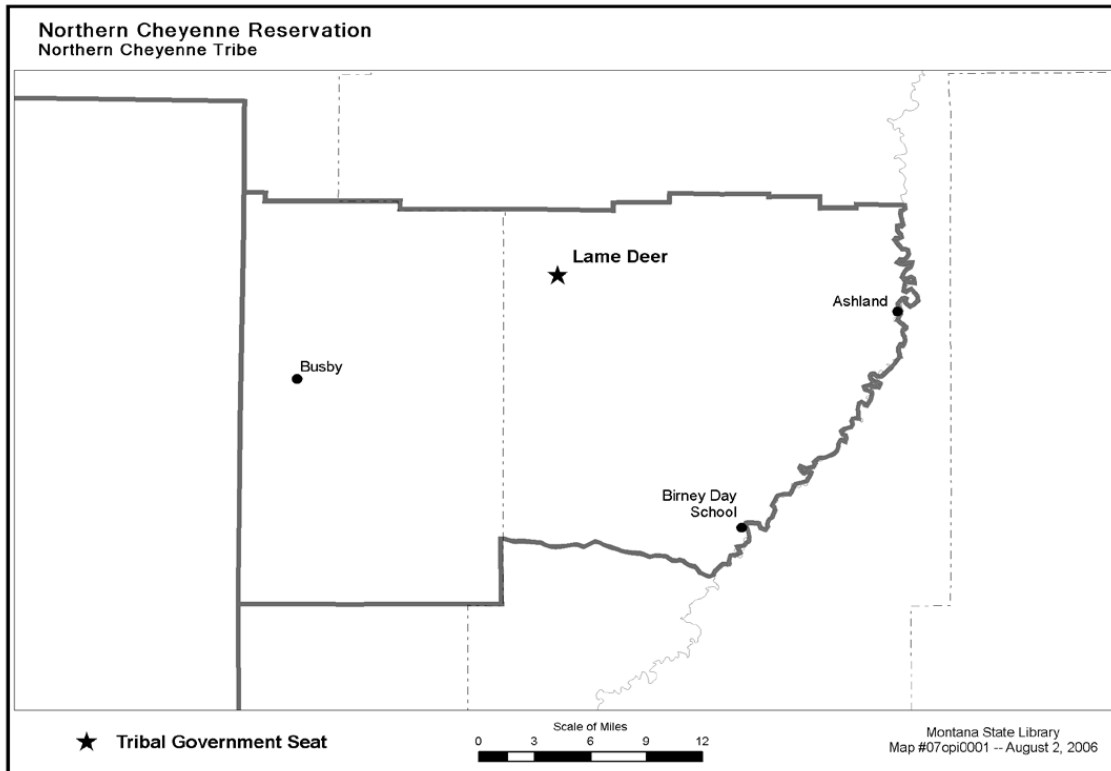 Northern Cheyenne Reservation
Northern Cheyenne Tribe
Lame Deer
Ashland
Busby
Birney Day
School
Tribal Government Seat
Scale of Miles
0 3 6 9 12
Montana State Library
Map #07cpi0001 -- August 2, 2006